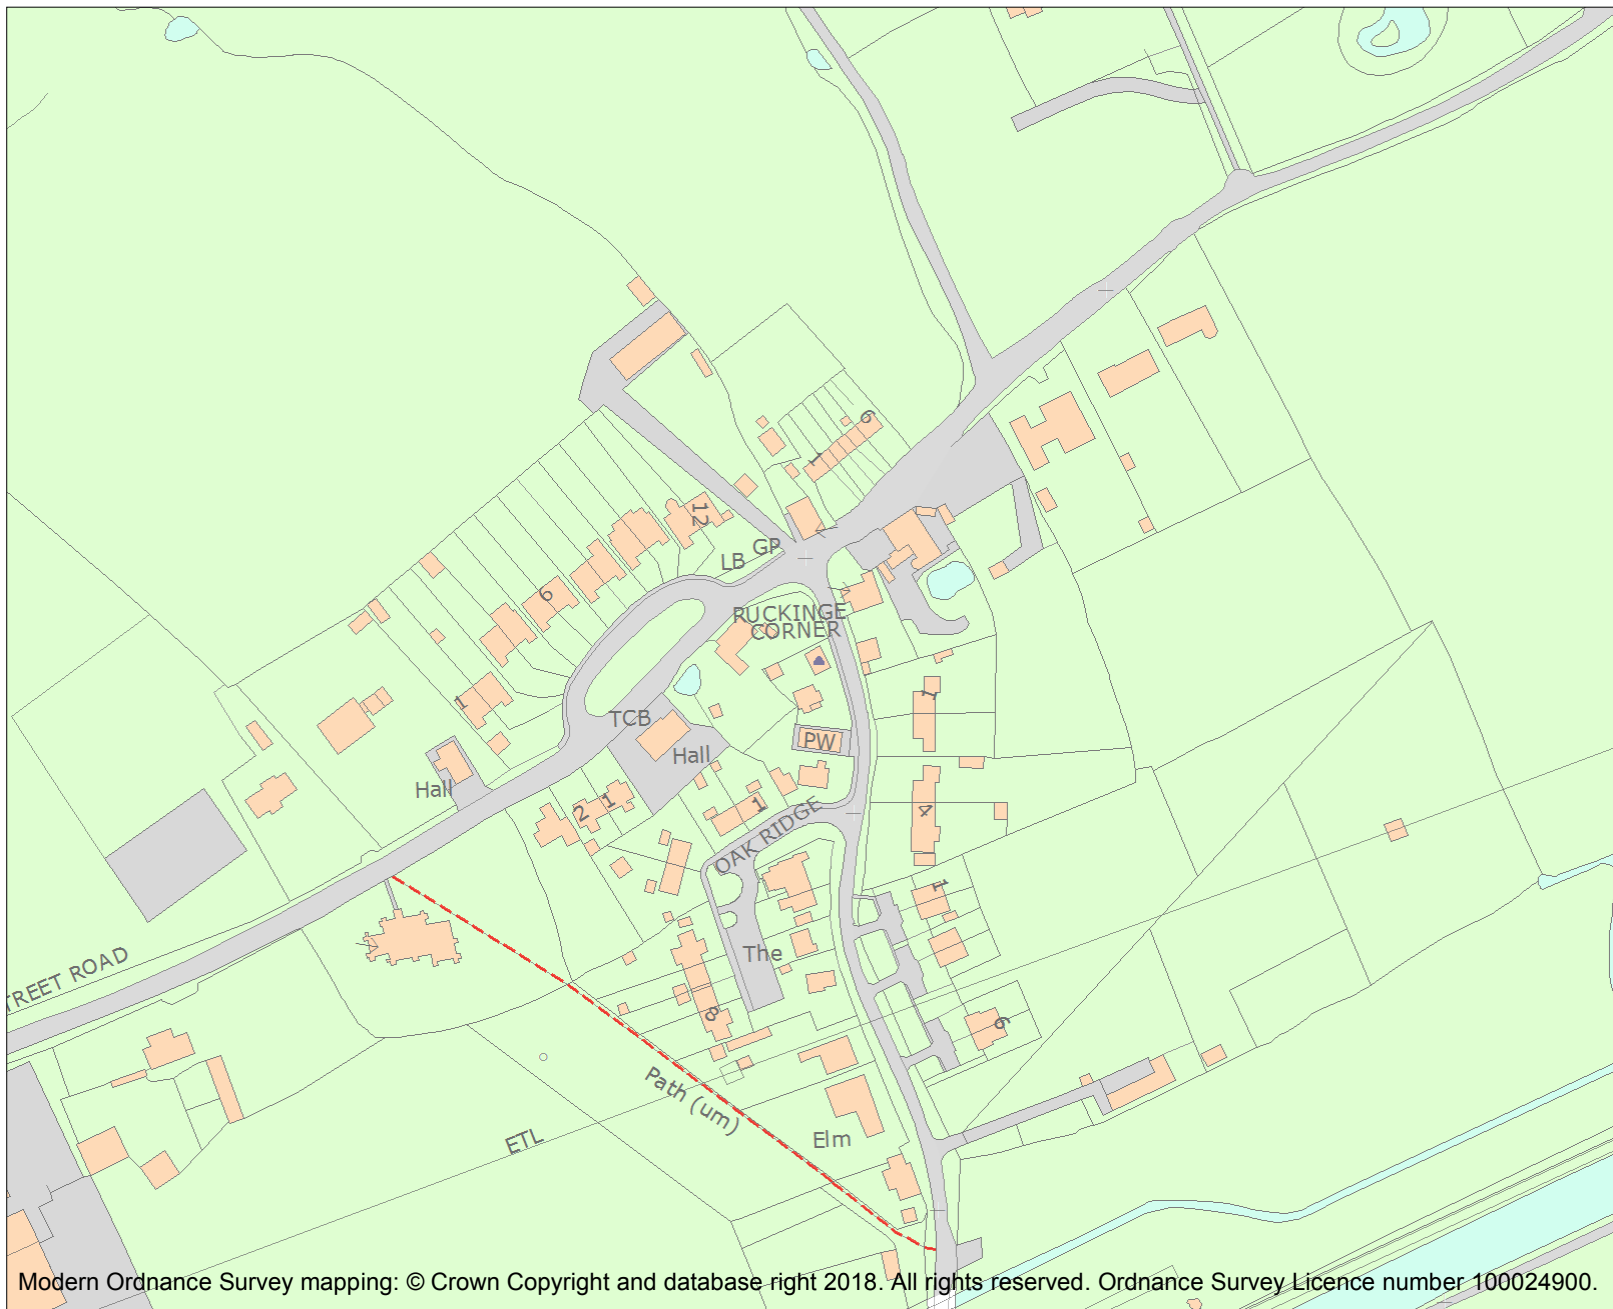 6
1
12
GP
LB
6
RUCKINGE
CORNER
1
1
TCB
PW
Hall
Hall
2
1
1
4
OAK RIDGE
1
The
TREET ROAD
8
6
Path (um)
ETL
Elm
Modern Ordnance Survey mapping: © Crown Copyright and database right 2018. All rights reserved. Ordnance Survey Licence number 100024900.